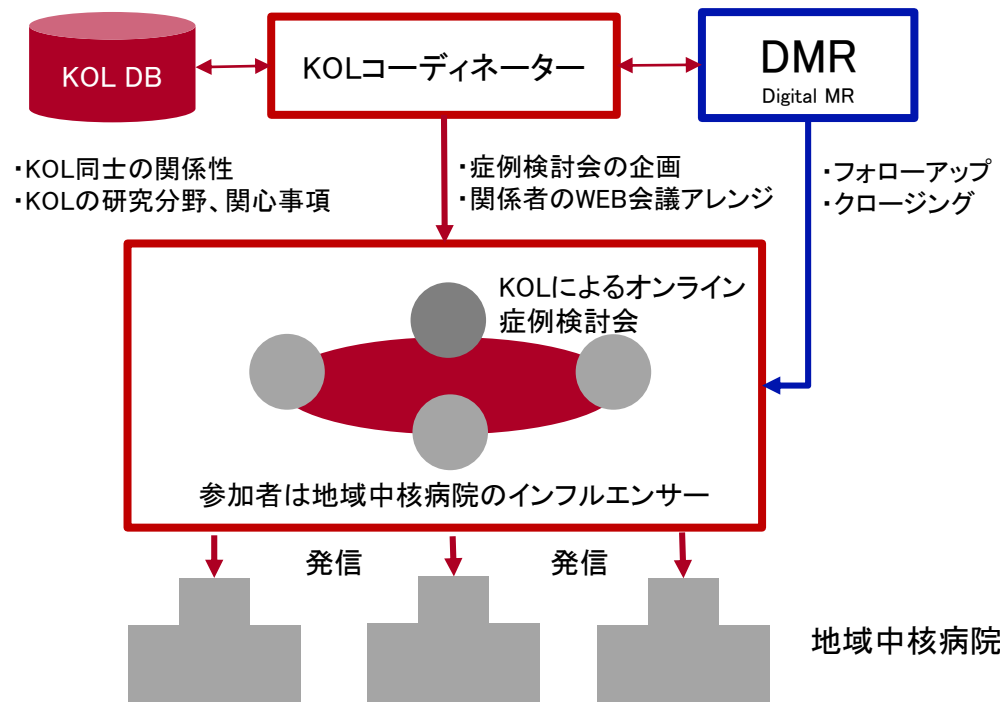 KOL DB
KOLコーディネーター
DMR
Digital MR
・KOL同士の関係性
・KOLの研究分野、関心事項
・症例検討会の企画
・関係者のWEB会議アレンジ
・フォローアップ
・クロージング
KOLによるオンライン
症例検討会
参加者は地域中核病院のインフルエンサー
発信
発信
地域中核病院